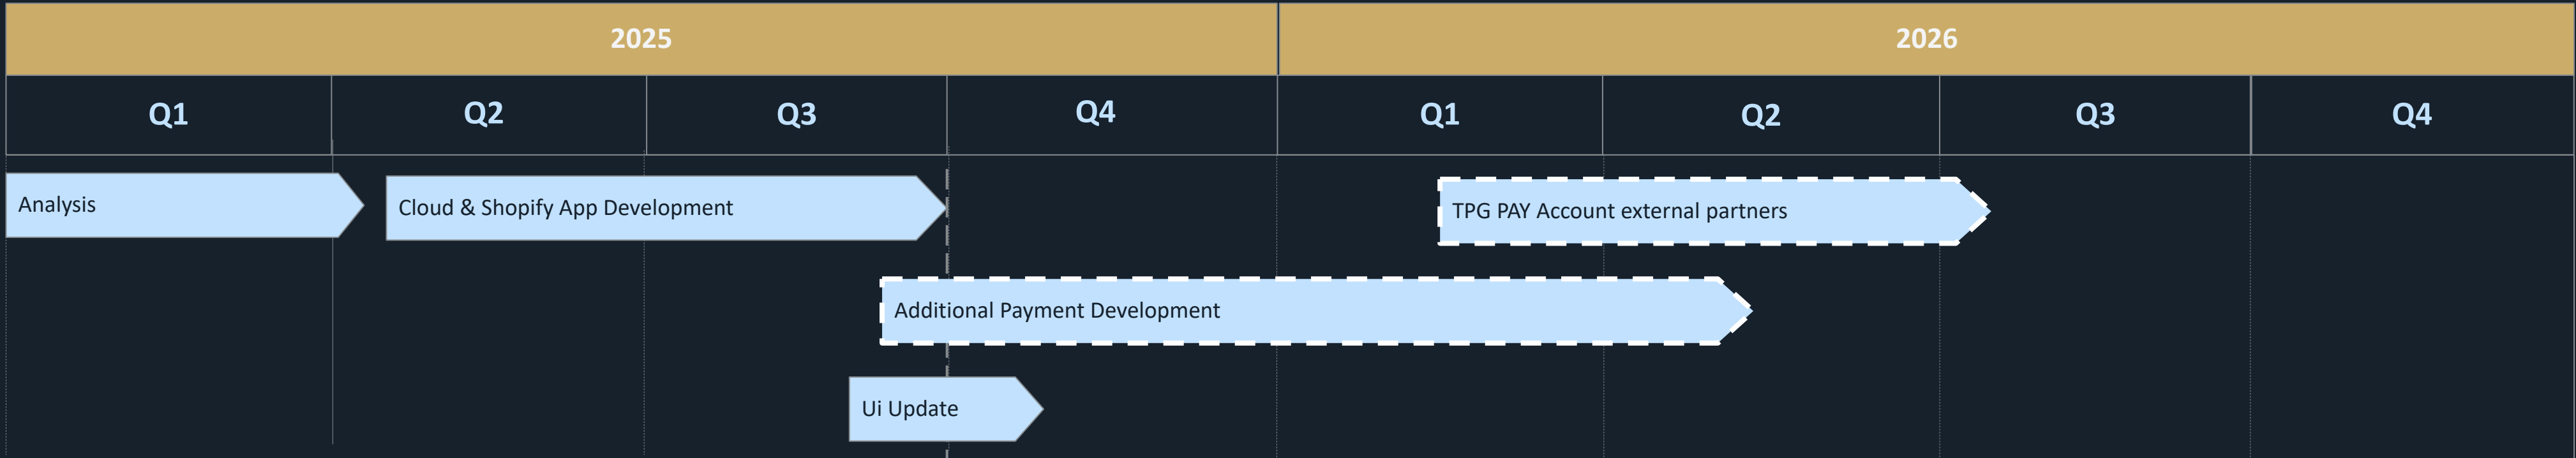 2025
2026
Q1
Q2
Q3
Q4
Q1
Q2
Q3
Q4
Analysis
Cloud & Shopify App Development
TPG PAY Account external partners
Additional Payment Development
Ui Update